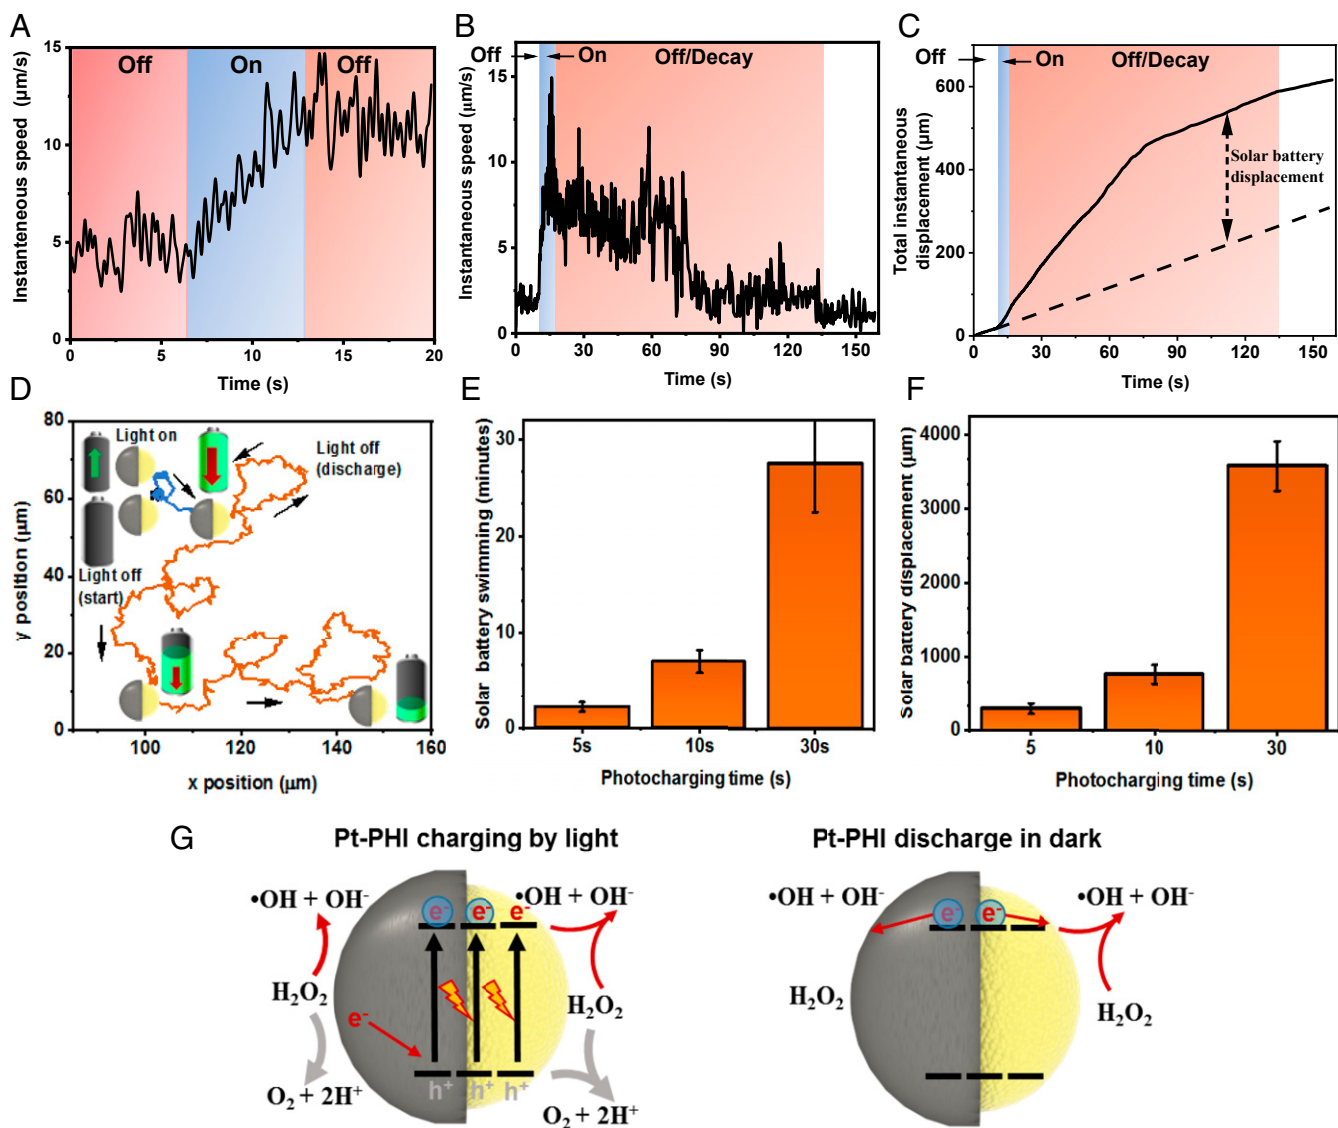 A
Instanteneous speed (μm/s)
15
10
5
0
Off
On
Off
0
5
10
15
20
Time (s)
B
Off
On
Off/Decay
Instantaneous speed (μm/s)
15
10
5
0
0
30
60
90
120
150
Time (s)
C
Off
On
Off/Decay
Total instantaneous
displacement (μm)
600
400
200
0
Solar battery
displacement
0
30
60
90
120
150
Time (s)
D
y position (μm)
80
60
40
20
0
Light on
Light off
(discharge)
Light off
(start)
100
120
140
160
x position (μm)
E
Solar battery swimming (minutes)
30
20
10
0
5s
10s
30s
Photocharging time (s)
F
Solar battery displacement (μm)
4000
3000
2000
1000
0
5
10
30
Photocharging time (s)
G
Pt-PHI charging by light
•OH + OH⁻
H₂O₂
e⁻
O₂ + 2H⁺
e⁻ e⁻ e⁻
h⁺ h⁺ h⁺
•OH + OH⁻
H₂O₂
O₂ + 2H⁺
Pt-PHI discharge in dark
•OH + OH⁻
H₂O₂
e⁻ e⁻
•OH + OH⁻
H₂O₂